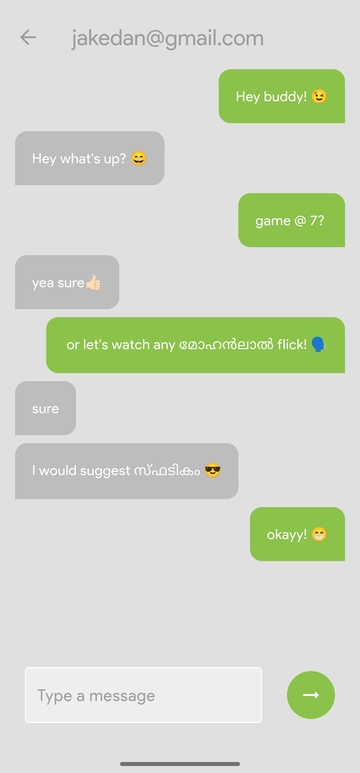 jakedan@gmail.com
Hey buddy! 😉
Hey what's up? 😄
game @ 7?
yea sure👍🏻
or let's watch any മോഹൻലാൽ flick! 🗣️
sure
I would suggest സ്ഫടികം 😎
okayy! 😁
Type a message